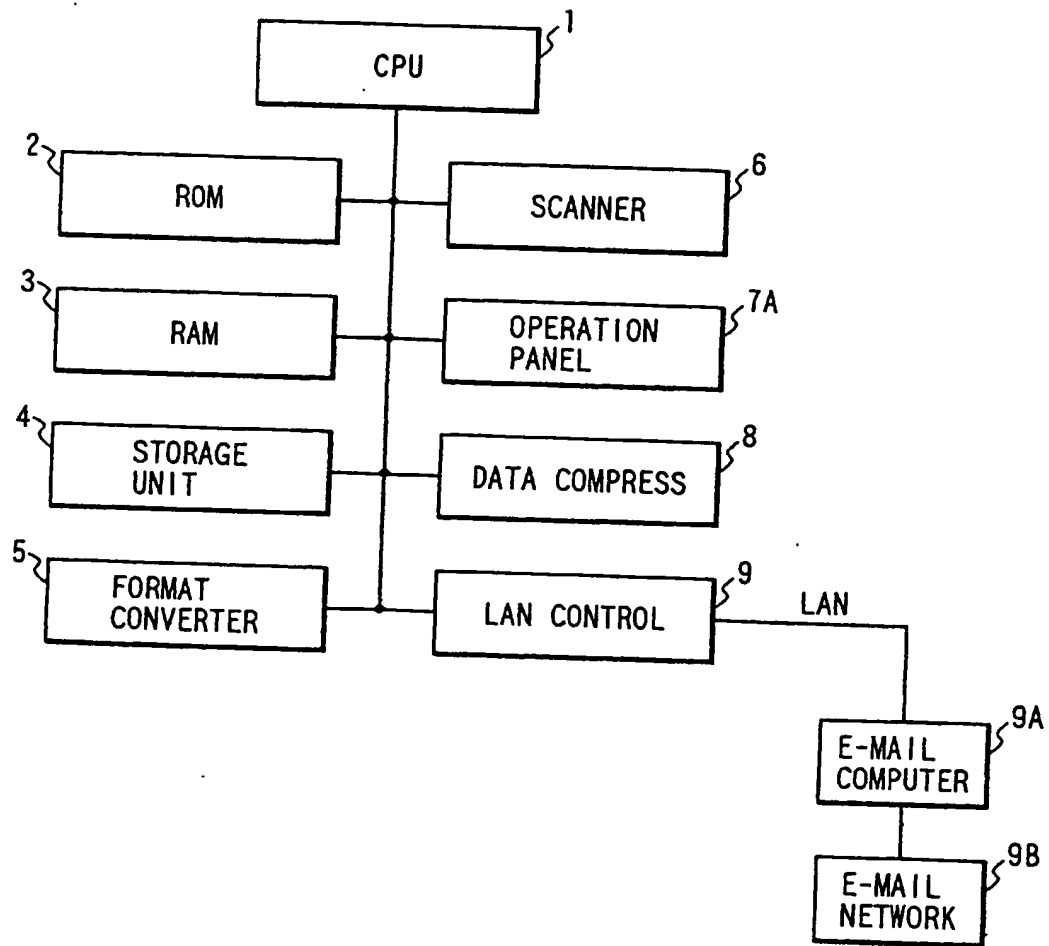 1
CPU
2
ROM
6
SCANNER
3
RAM
7A
OPERATION
PANEL
4
STORAGE
UNIT
8
DATA COMPRESS
5
FORMAT
CONVERTER
9
LAN CONTROL
LAN
9A
E-MAIL
COMPUTER
9B
E-MAIL
NETWORK